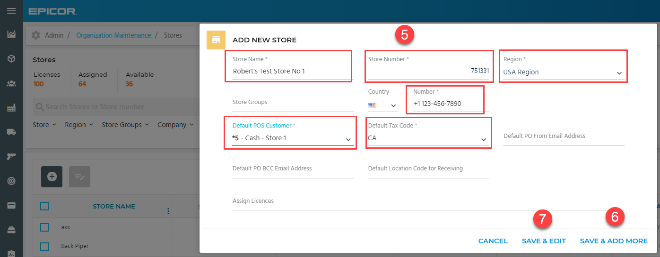 EPICOR
Admin / Organization Maintenance / Stores
Stores
Licenses Assigned Available
100 64 36
Search Stores or Store number
Store Region Store Groups Company
STORE NAME
Back Piper
5
ADD NEW STORE
Store Name * Store Number * Region *
Robert's Test Store No 1 751331 USA Region
Store Groups Country Number *
+1 123-456-7890
Default POS Customer * Default Tax Code * Default PO From Email Address
*5 - Cash - Store 1 CA
Default PO BCC Email Address Default Location Code for Receiving
Assign Licences
7 6
CANCEL SAVE & EDIT SAVE & ADD MORE